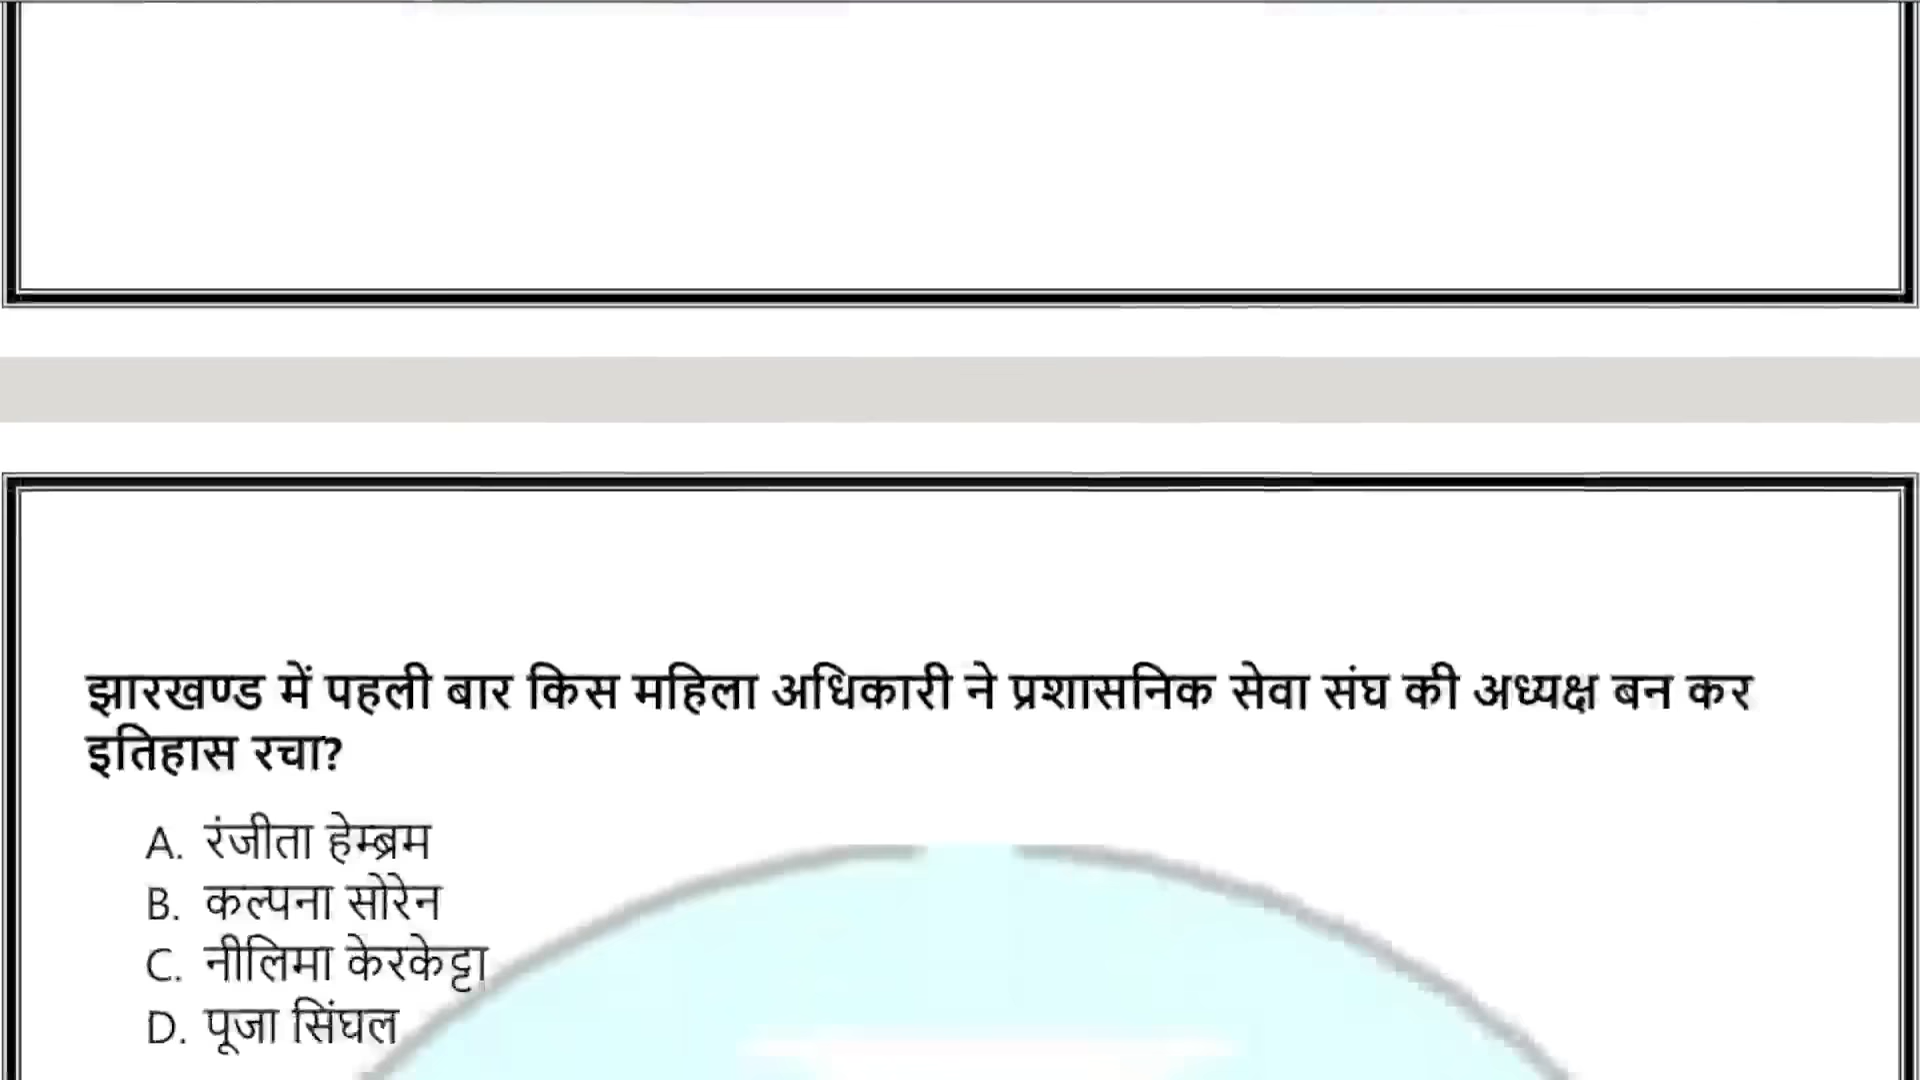 झारखण्ड में पहली बार किस महिला अधिकारी ने प्रशासनिक सेवा संघ की अध्यक्ष बन कर
इतिहास रचा?
A. रंजीता हेम्ब्रम
B. कल्पना सोरेन
C. नीलिमा केरकेट्टा
D. पूजा सिंघल